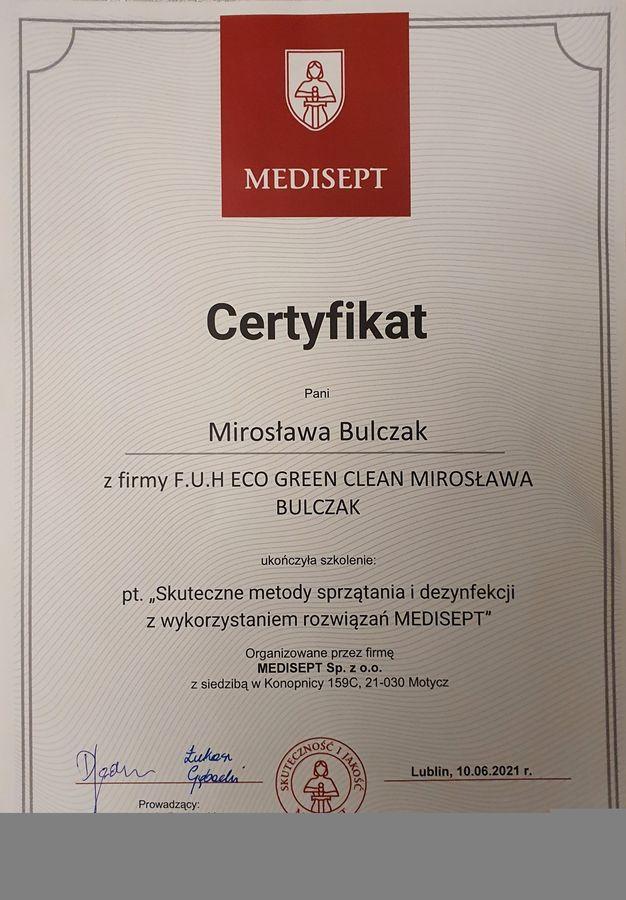 MEDISEPT
Certyfikat
Pani
Mirosława Bulczak
z firmy F.U.H ECO GREEN CLEAN MIROSŁAWA
BULCZAK
ukończyła szkolenie:
pt. „Skuteczne metody sprzątania i dezynfekcji
z wykorzystaniem rozwiązań MEDISEPT”
Organizowane przez firmę
MEDISEPT Sp. z o.o.
z siedzibą w Konopnicy 159C, 21-030 Motycz
Łukasz
SKUTECZNOŚĆ I JAKOŚĆ
Lublin, 10.06.2021 r.
Prowadzący: